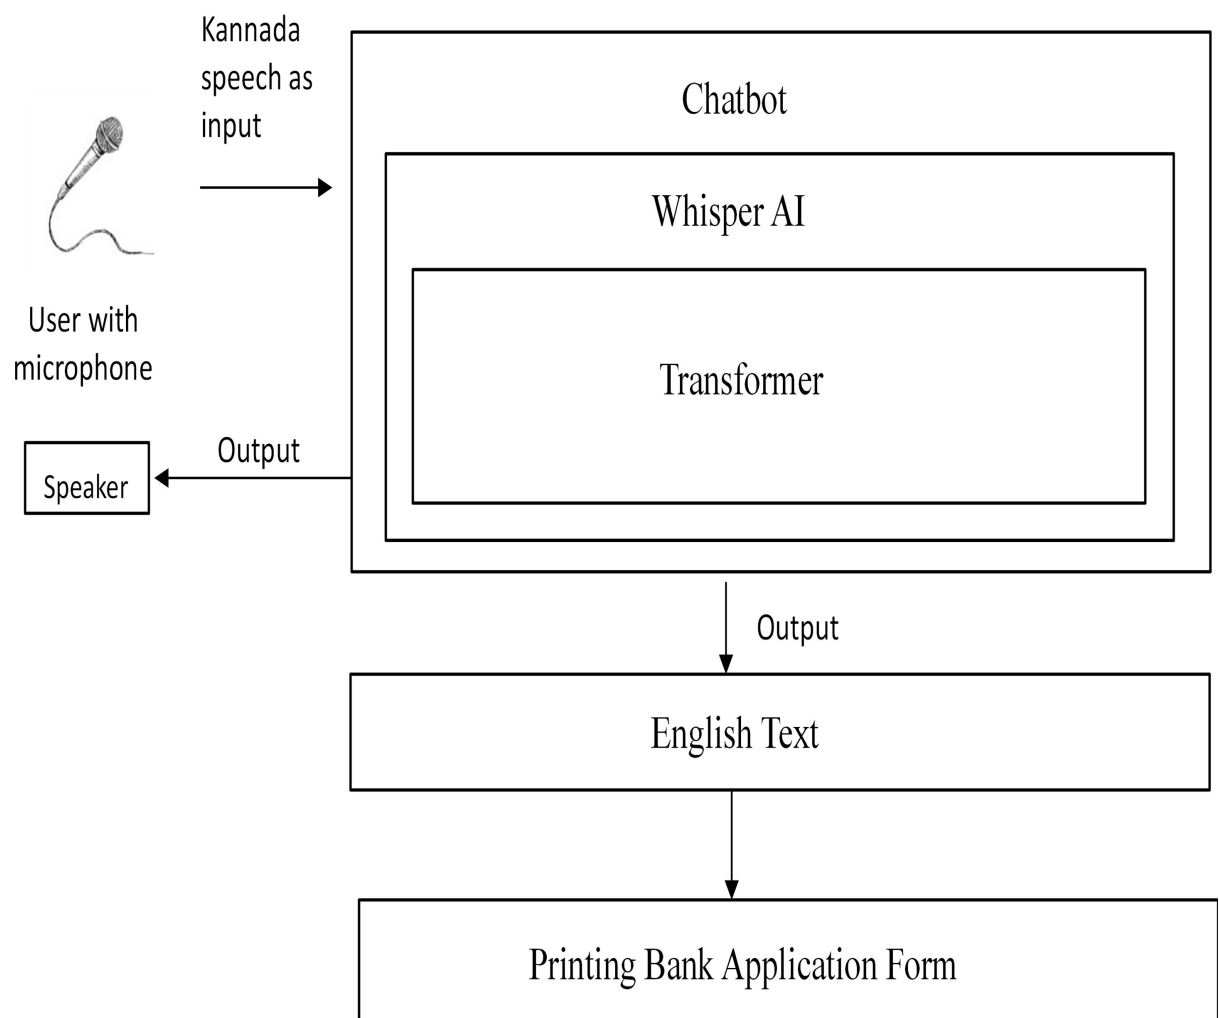 Kannada
speech as
input
Chatbot
Whisper AI
Transformer
User with
microphone
Output
Speaker
Output
English Text
Printing Bank Application Form